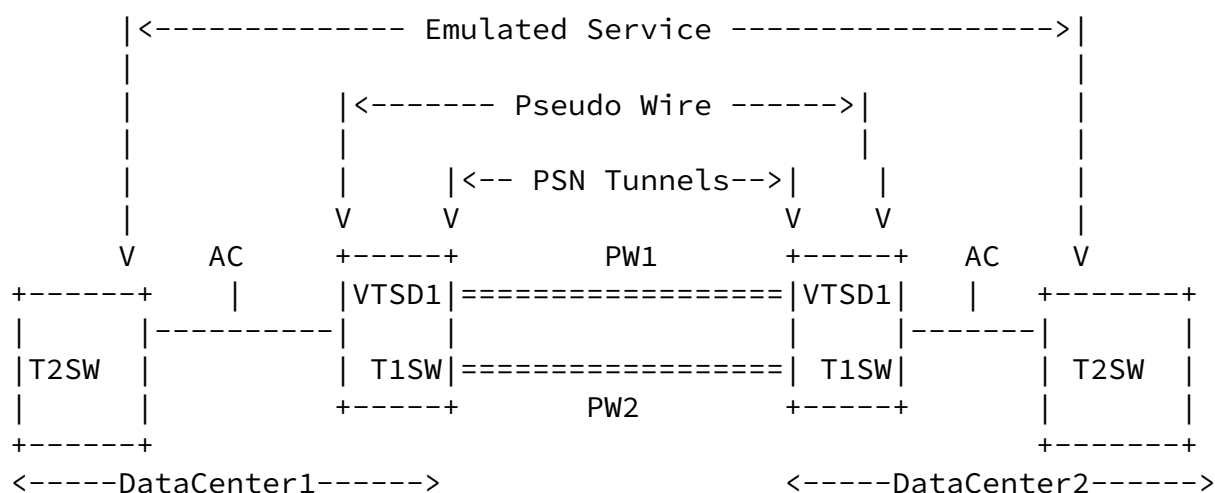 |<-------------- Emulated Service ----------------->|
|<------- Pseudo Wire ------>|
|<-- PSN Tunnels-->|
V V V V
V AC +-----+ PW1 +-----+ AC V
+------+ | |VTSD1|==================|VTSD1| | +-------+
| |----------| | | |-------| |
|T2SW | | T1SW|==================| T1SW| | T2SW |
| | +-----+ PW2 +-----+ | |
+------+ +-------+
<-----DataCenter1------> <-----DataCenter2------>